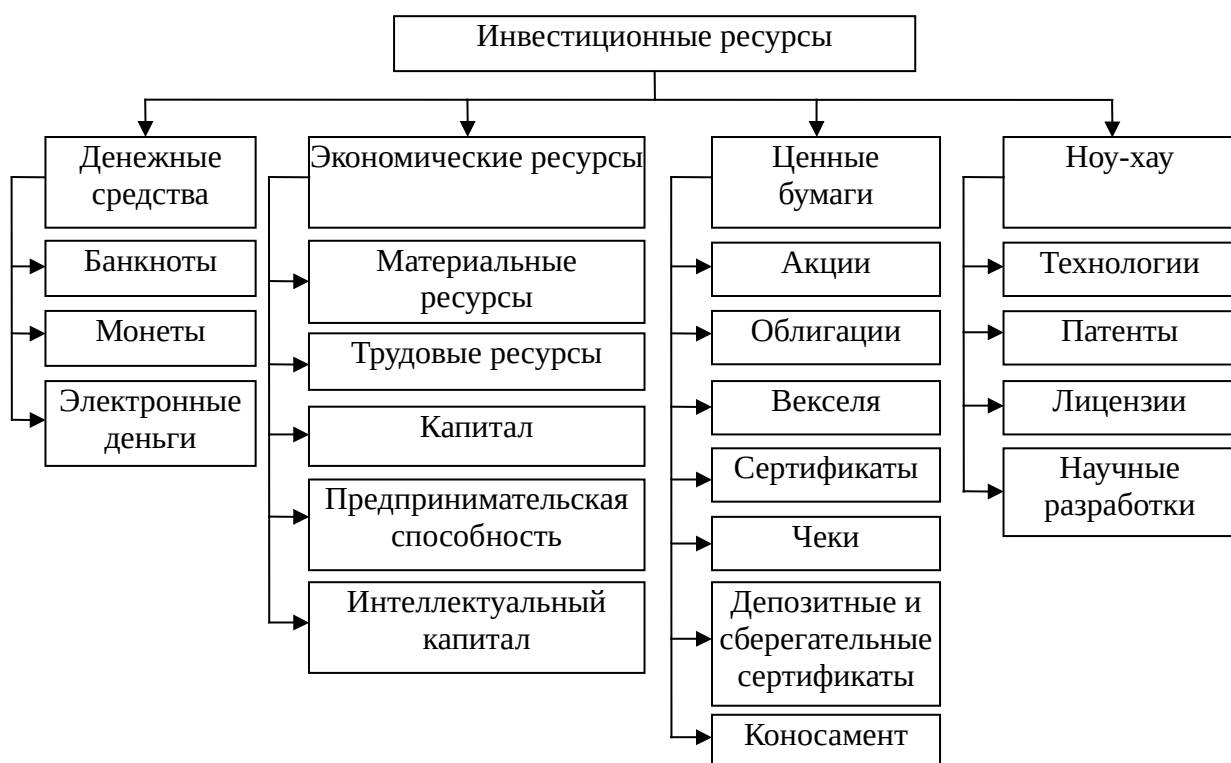 Инвестиционные ресурсы
Денежные
средства
Банкноты
Монеты
Электронные
деньги
Экономические ресурсы
Материальные
ресурсы
Трудовые ресурсы
Капитал
Предпринимательская
способность
Интеллектуальный
капитал
Ценные
бумаги
Акции
Облигации
Векселя
Сертификаты
Чеки
Депозитные и
сберегательные
сертификаты
Коносамент
Ноу-хау
Технологии
Патенты
Лицензии
Научные
разработки